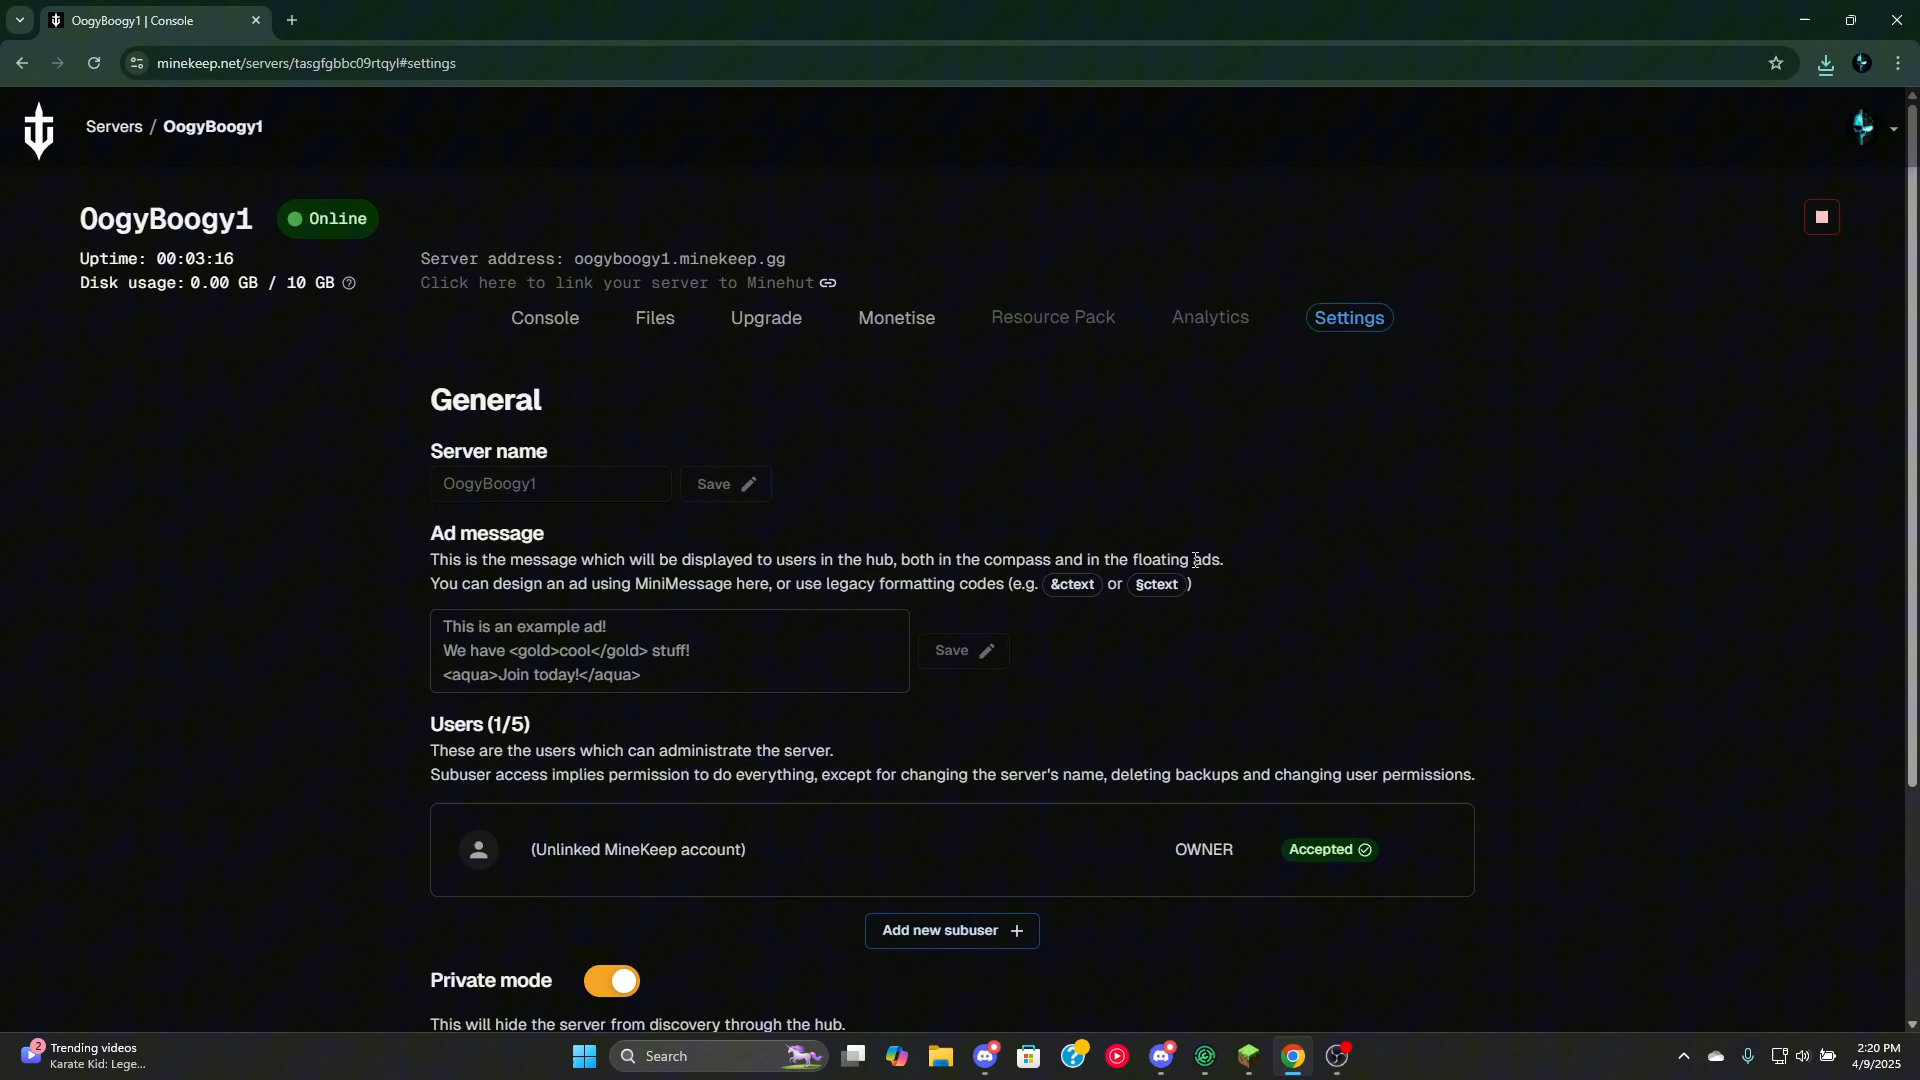 OogyBoogy1 | Console
minekeep.net/servers/tasgfgbbc09rtqyl#settings
Servers / OogyBoogy1
OogyBoogy1
Online
Uptime: 00:03:16
Server address: oogyboogy1.minekeep.gg
Disk usage: 0.00 GB / 10 GB
Click here to link your server to Minehut
Console Files Upgrade Monetise Resource Pack Analytics Settings
General
Server name
OogyBoogy1
Save
Ad message
This is the message which will be displayed to users in the hub, both in the compass and in the floating ads.
You can design an ad using MiniMessage here, or use legacy formatting codes (e.g. &ctext or §ctext )
This is an example ad!
We have <gold>cool</gold> stuff!
<aqua>Join today!</aqua>
Save
Users (1/5)
These are the users which can administrate the server.
Subuser access implies permission to do everything, except for changing the server's name, deleting backups and changing user permissions.
(Unlinked MineKeep account)
OWNER
Accepted
Add new subuser +
Private mode
This will hide the server from discovery through the hub.
2
Trending videos
Karate Kid: Lege...
Search
2:20 PM
4/9/2025